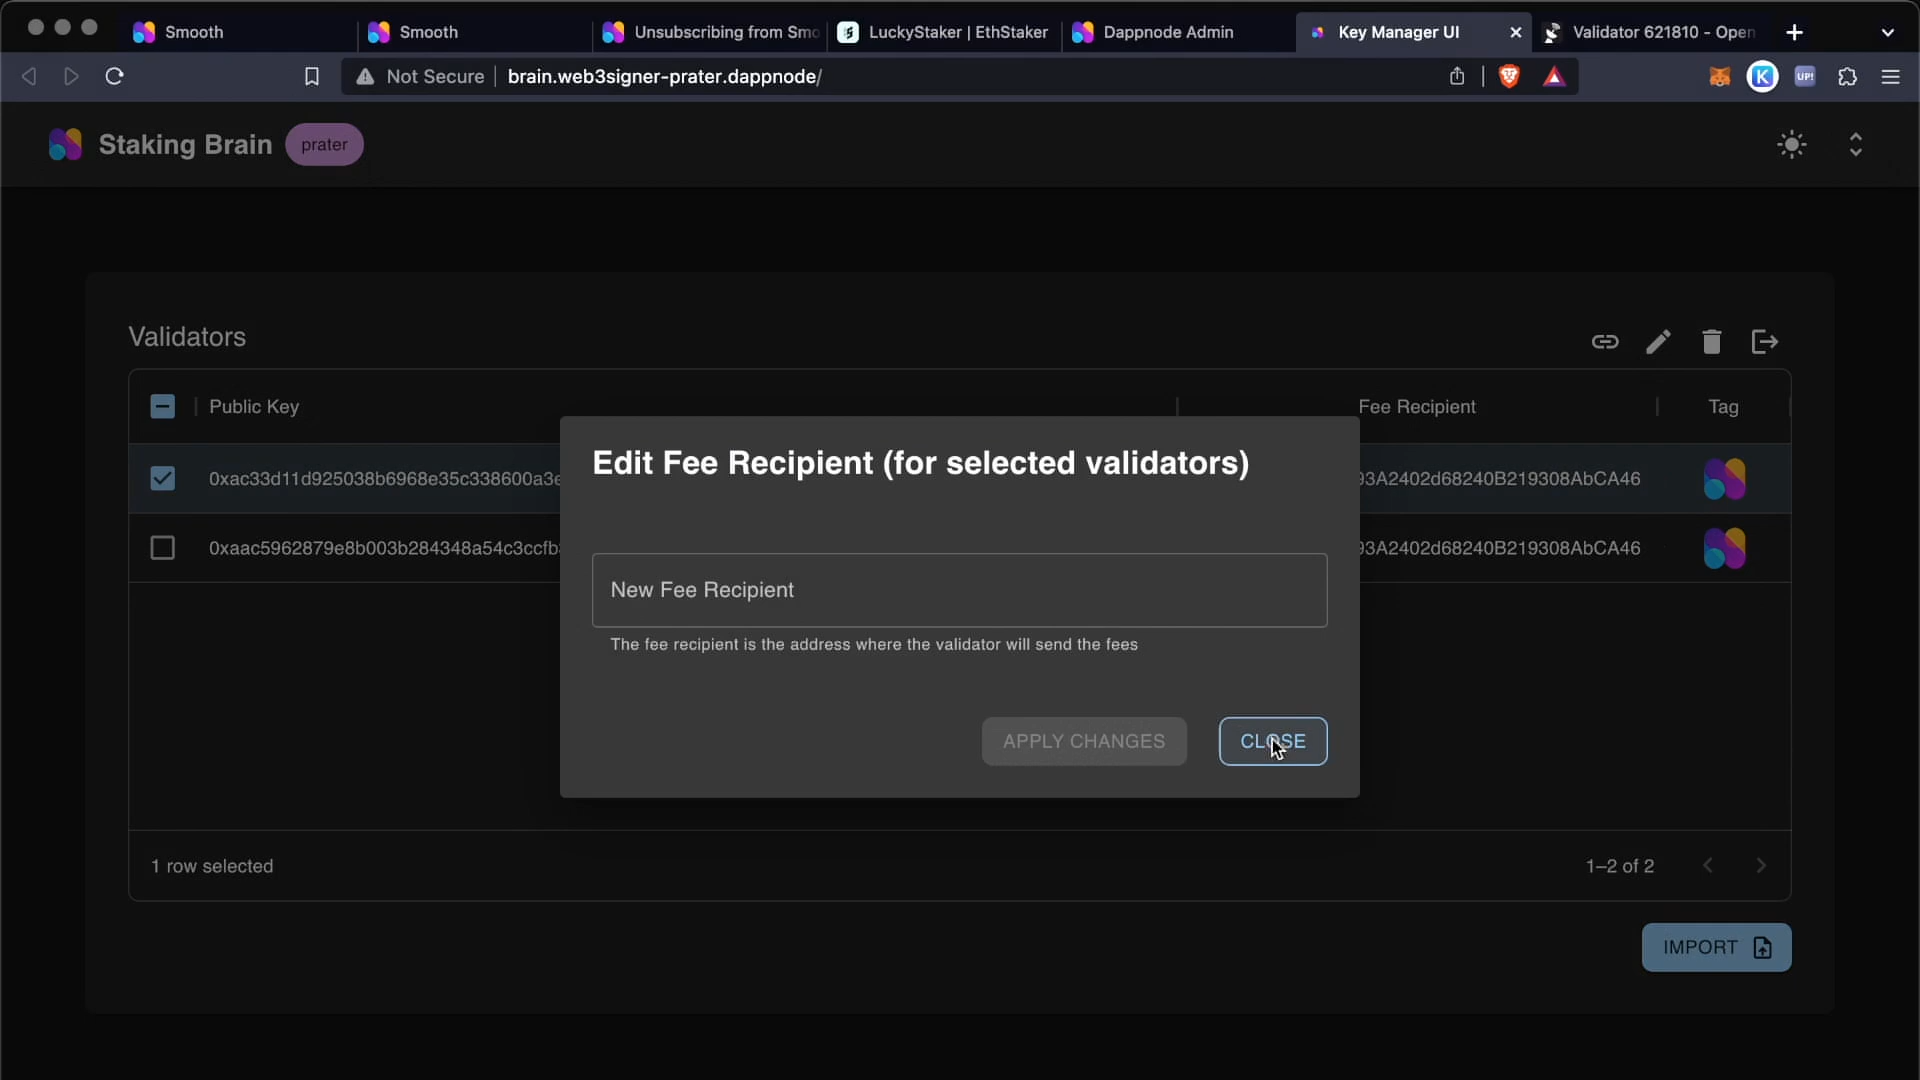 Smooth
Smooth
Unsubscribing from Smo
LuckyStaker | EthStaker
Dappnode Admin
Key Manager UI
Validator 621810 - Open
Not Secure
brain.web3signer-prater.dappnode/
K
UP!
Staking Brain
prater
Validators
Public Key
Fee Recipient
Tag
0xac33d11d925038b6968e35c338600a3e
93A2402d68240B219308AbCA46
0xaac5962879e8b003b284348a54c3ccfb
93A2402d68240B219308AbCA46
Edit Fee Recipient (for selected validators)
New Fee Recipient
The fee recipient is the address where the validator will send the fees
APPLY CHANGES
CLOSE
1 row selected
1–2 of 2
IMPORT